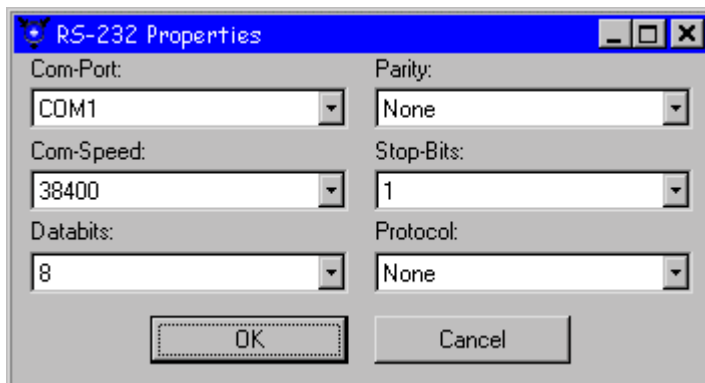 RS-232 Properties
Com-Port: Parity:
COM1 None
Com-Speed: Stop-Bits:
38400 1
Databits: Protocol:
8 None
OK Cancel